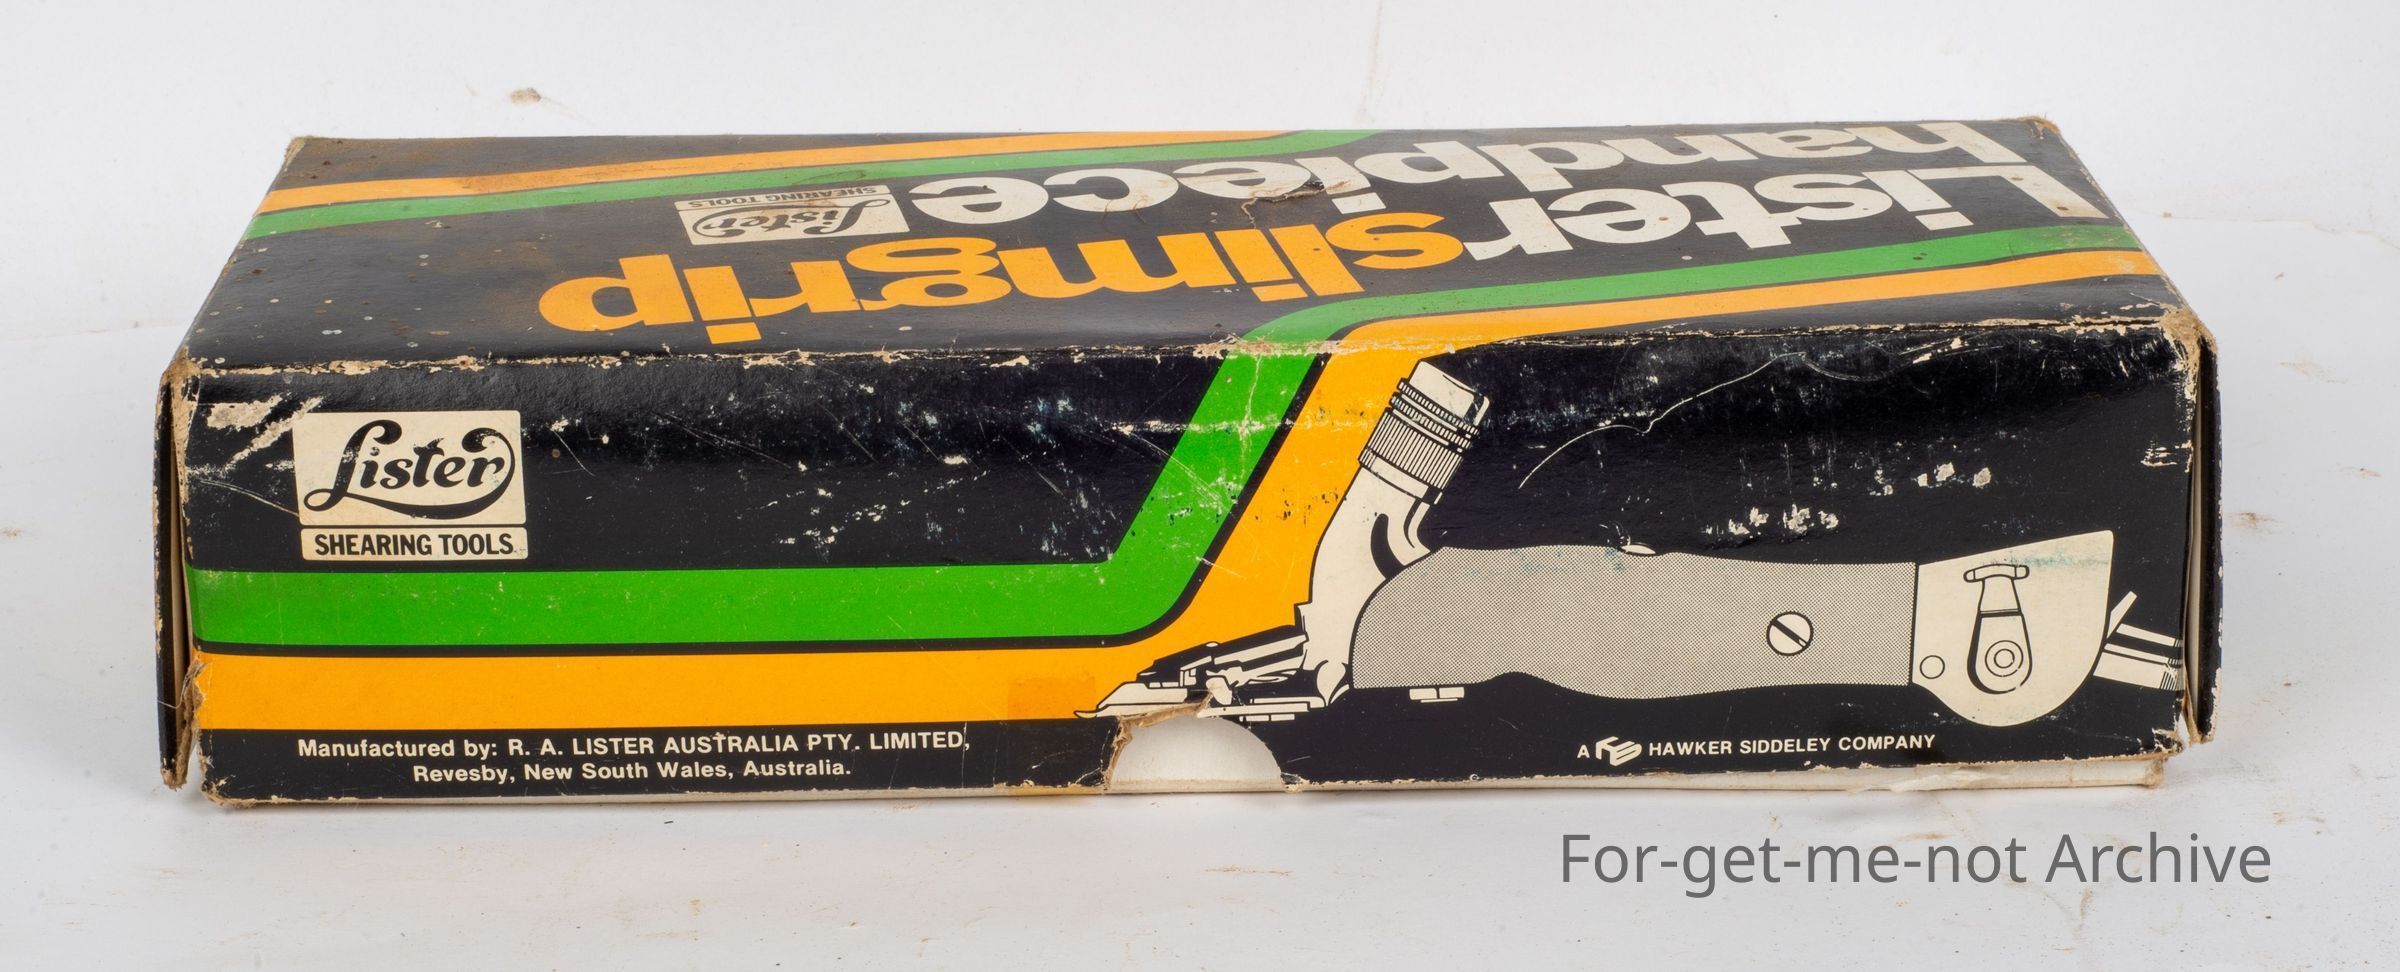 Lister
handpiece
slimgrip
Lister
SHEARING TOOLS
Lister
SHEARING TOOLS
Manufactured by: R. A. LISTER AUSTRALIA PTY. LIMITED,
Revesby, New South Wales, Australia.
A HS HAWKER SIDDELEY COMPANY
For-get-me-not Archive